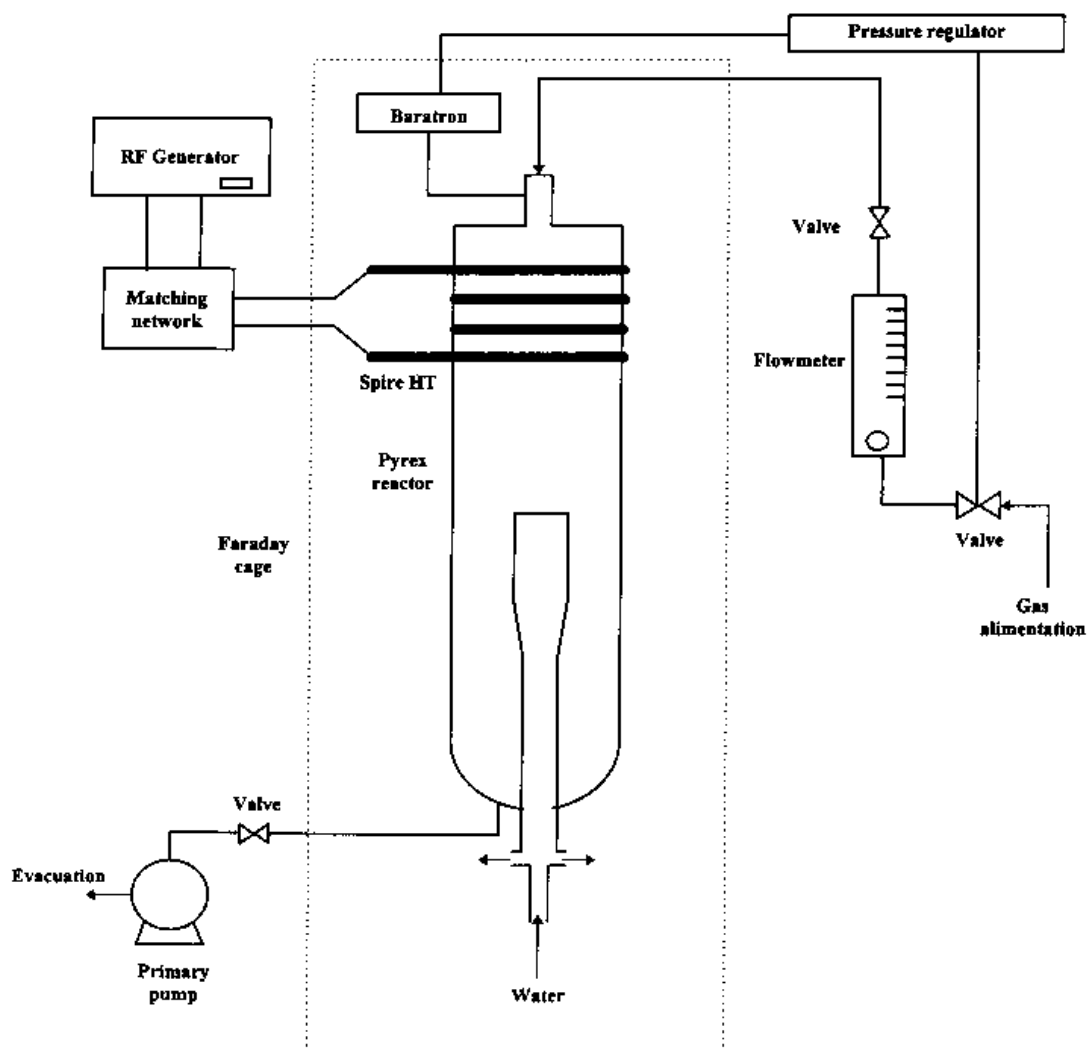 Pressure regulator
Baratron
RF Generator
Valve
Matching
network
Flowmeter
Spire HT
Pyrex
reactor
Faraday
cage
Valve
Gas
alimentation
Valve
Evacuation
Primary
pump
Water